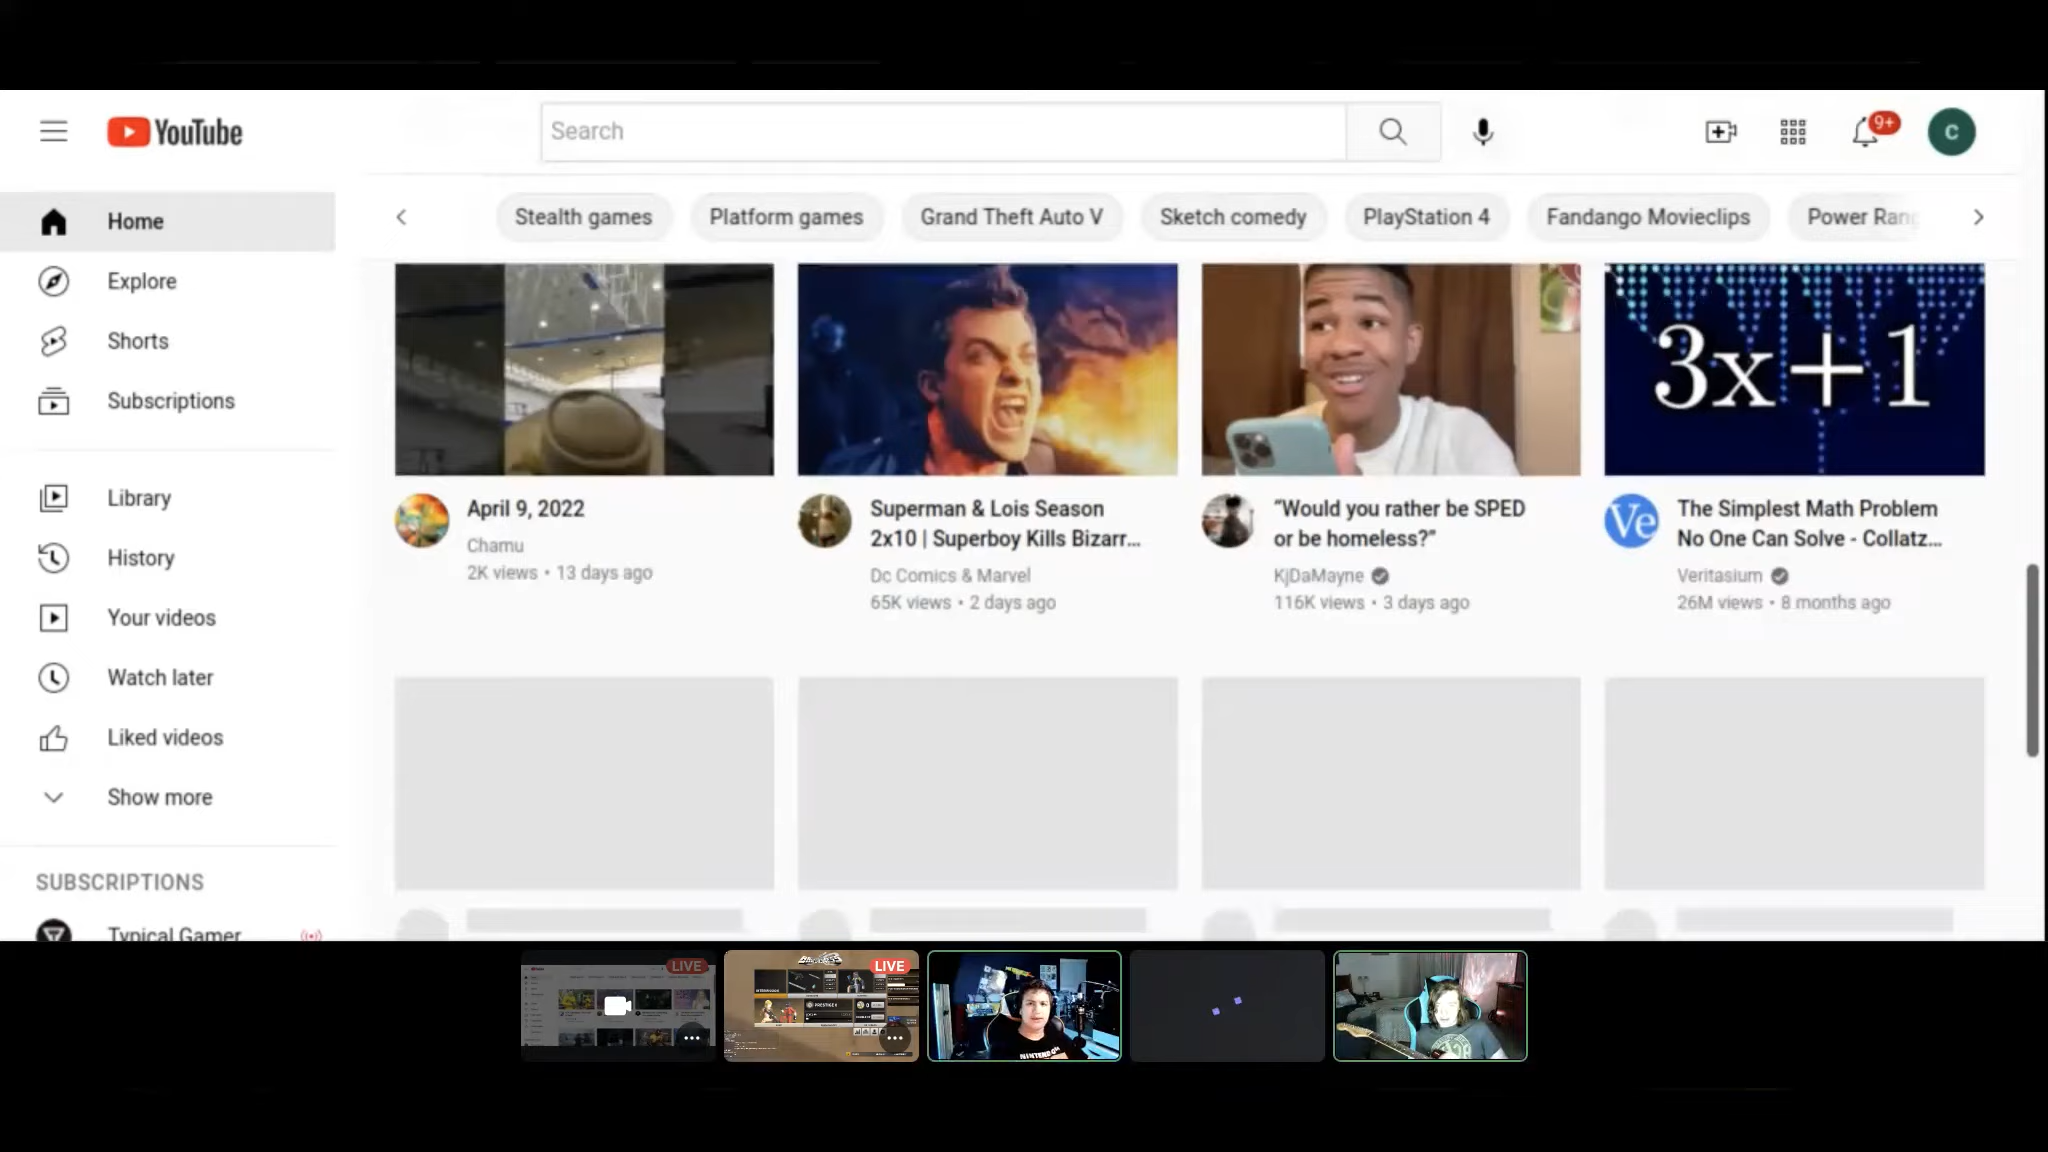 YouTube
Search
9+
C
Home
Explore
Shorts
Subscriptions
Library
History
Your videos
Watch later
Liked videos
Show more
SUBSCRIPTIONS
Typical Gamer
Stealth games
Platform games
Grand Theft Auto V
Sketch comedy
PlayStation 4
Fandango Movieclips
Power Rang
3x+1
April 9, 2022
Chamu
2K views • 13 days ago
Superman & Lois Season
2x10 | Superboy Kills Bizarr...
Dc Comics & Marvel
65K views • 2 days ago
“Would you rather be SPED
or be homeless?”
KjDaMayne
116K views • 3 days ago
Ve
The Simplest Math Problem
No One Can Solve - Collatz...
Veritasium
26M views • 8 months ago
LIVE
LIVE